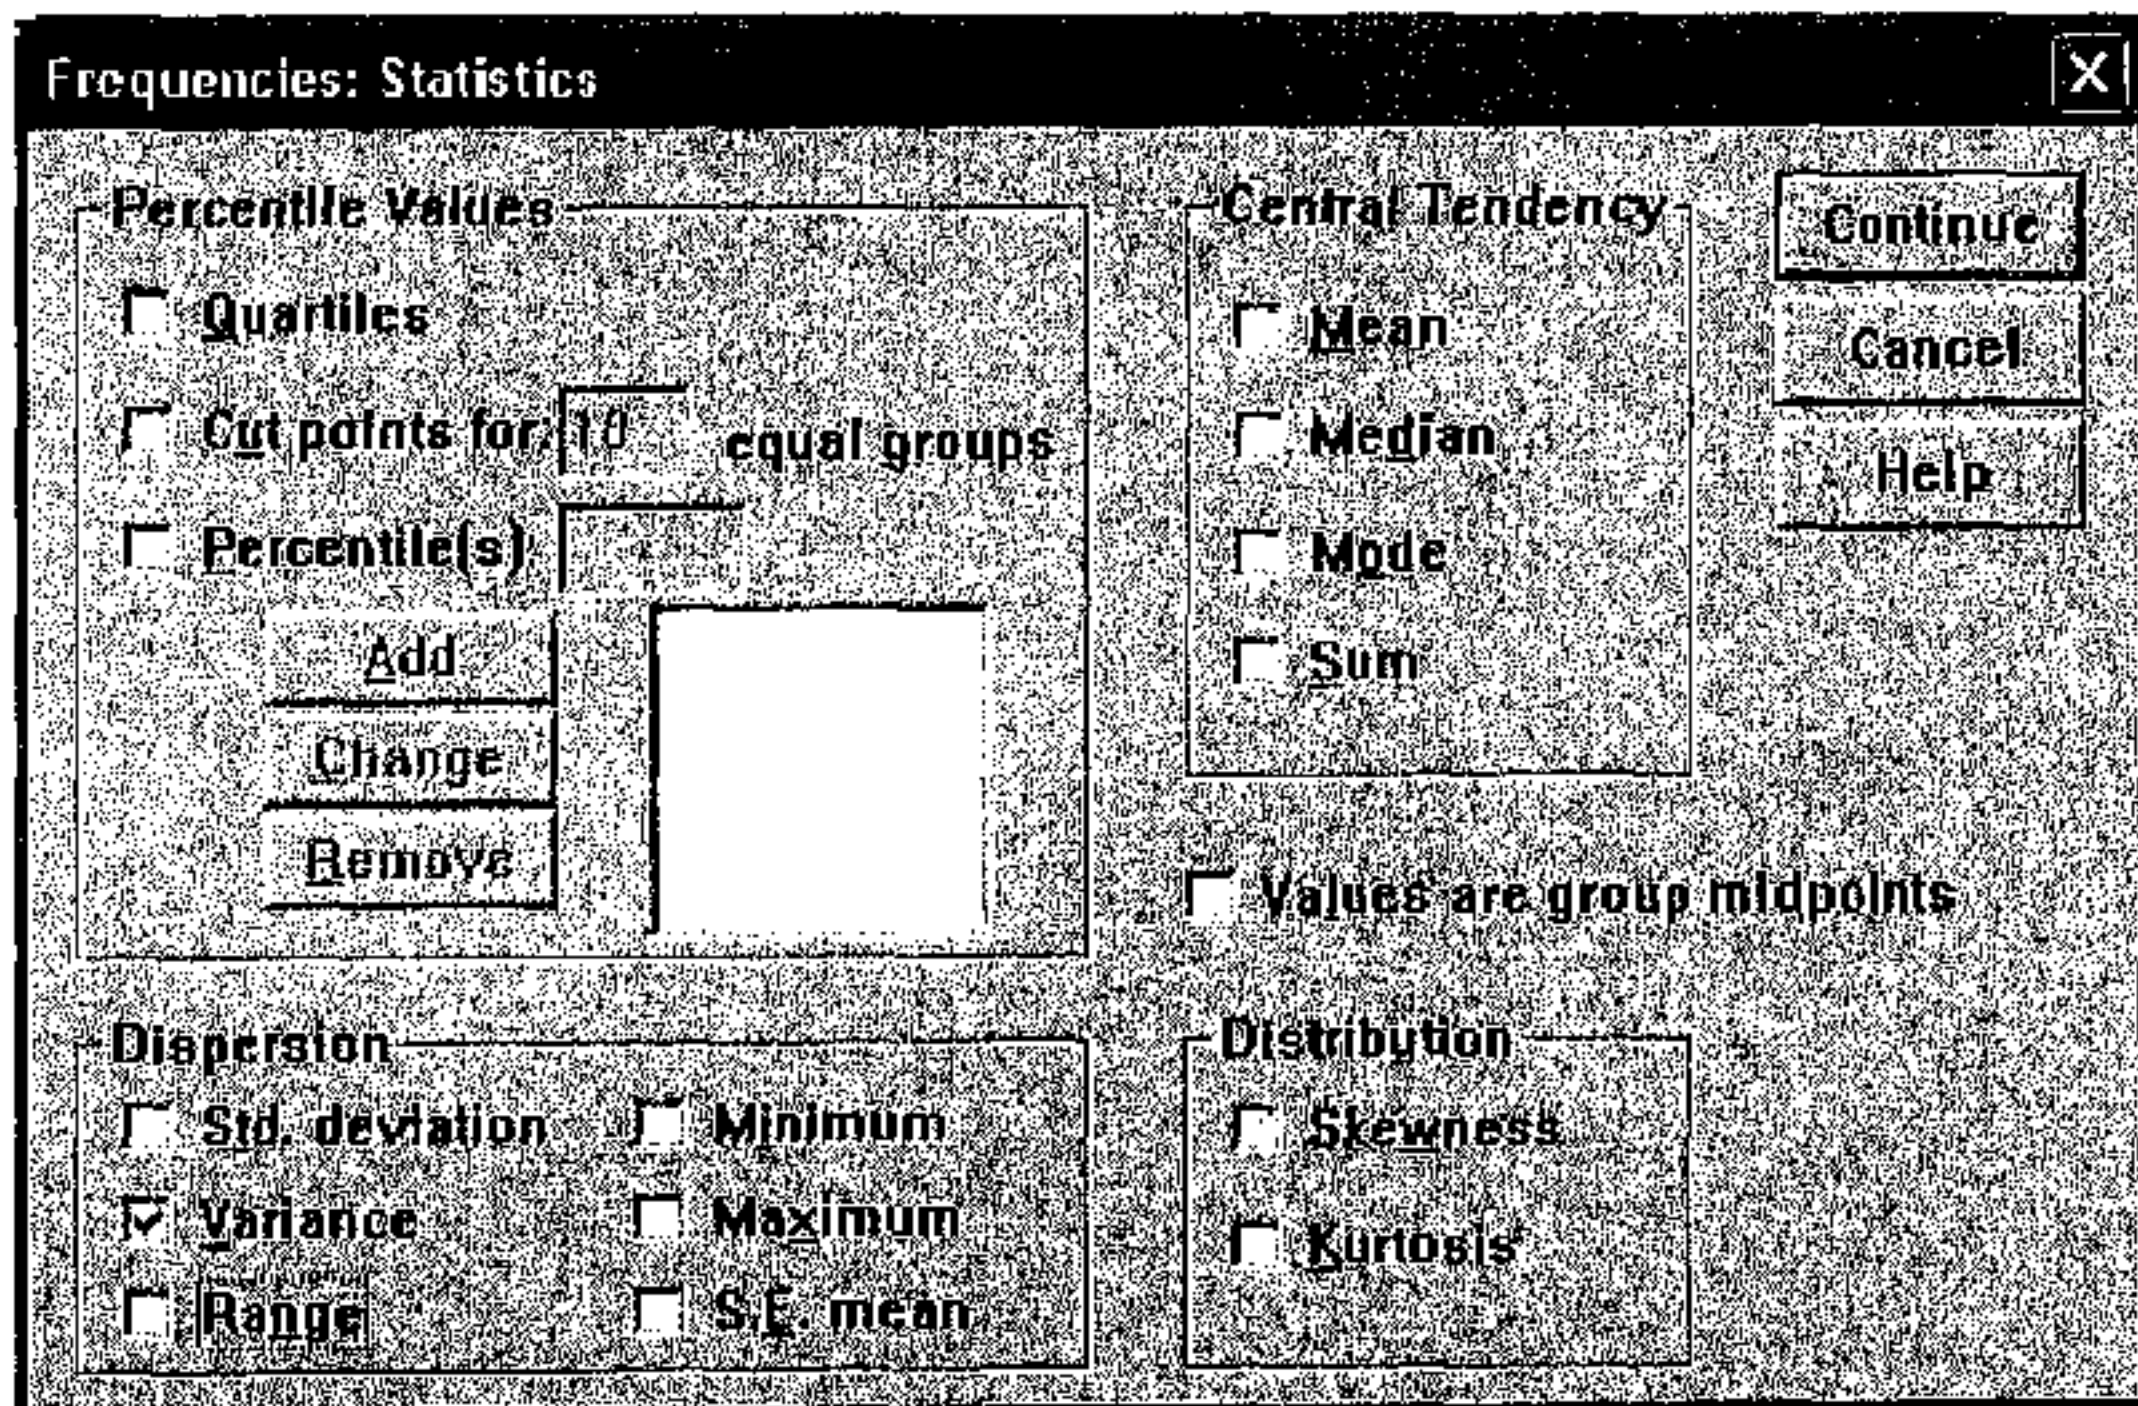 Frequencies: Statistics
Percentile Values
Quartiles
Cut points for: 10 equal groups
Percentile(s)
Add
Change
Remove
Central Tendency
Mean
Median
Mode
Sum
Continue
Cancel
Help
Values are group midpoints
Dispersion
Std. deviation Minimum
Variance Maximum
Range S.E. mean
Distribution
Skewness
Kurtosis